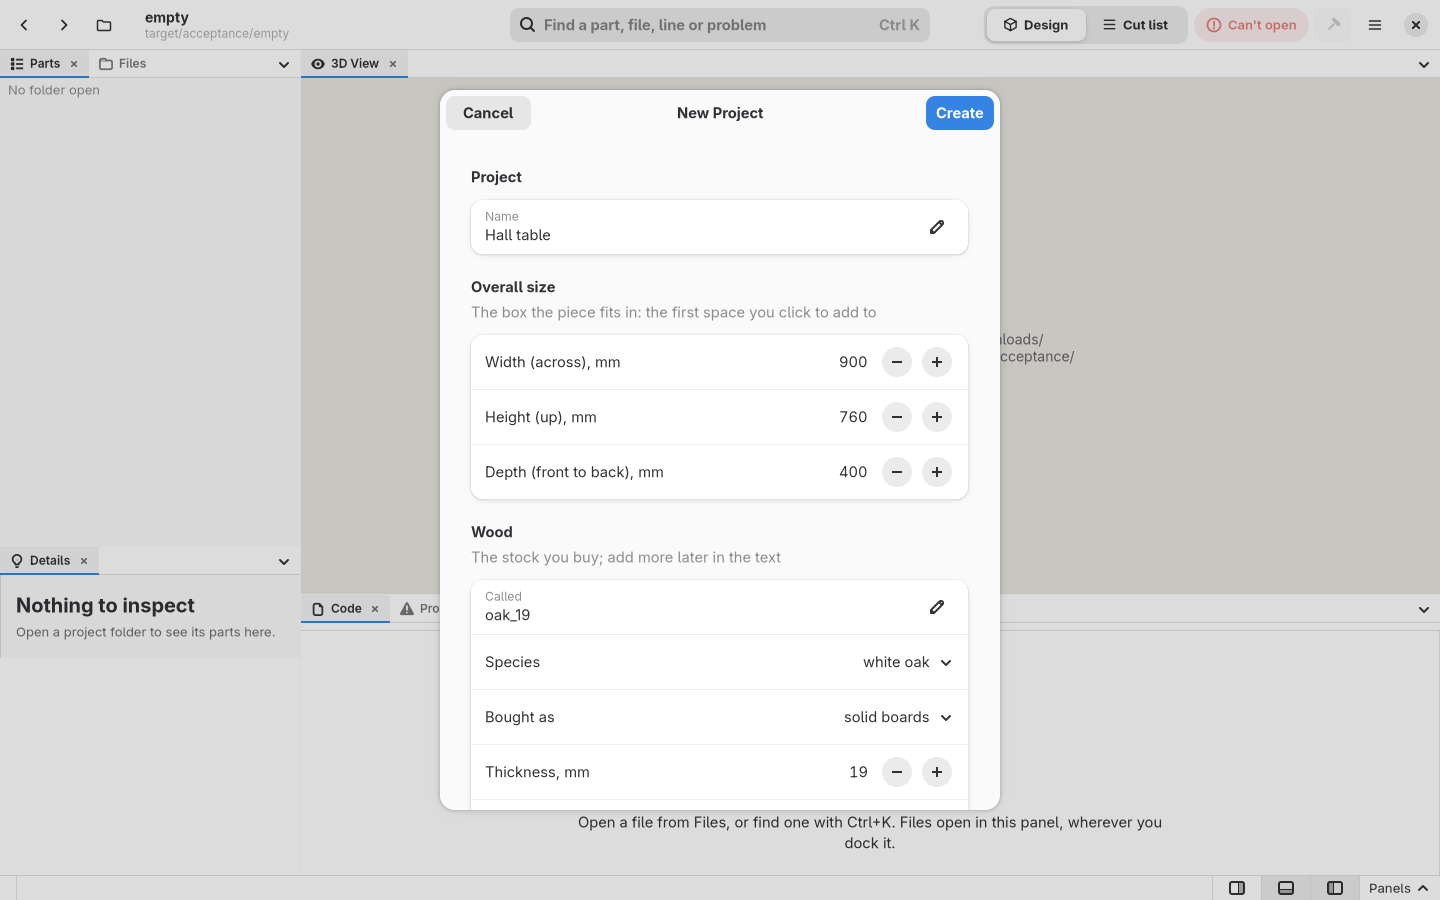 empty
target/acceptance/empty
Find a part, file, line or problem
Ctrl K
Design
Cut list
Can't open
Parts
Files
3D View
No folder open
Cancel
New Project
Create
Project
Name
Hall table
Overall size
The box the piece fits in: the first space you click to add to
Width (across), mm
900
Height (up), mm
760
Depth (front to back), mm
400
Wood
The stock you buy; add more later in the text
Called
oak_19
Species
white oak
Bought as
solid boards
Thickness, mm
19
Details
Nothing to inspect
Open a project folder to see its parts here.
Code
Open a file from Files, or find one with Ctrl+K. Files open in this panel, wherever you
dock it.
Panels